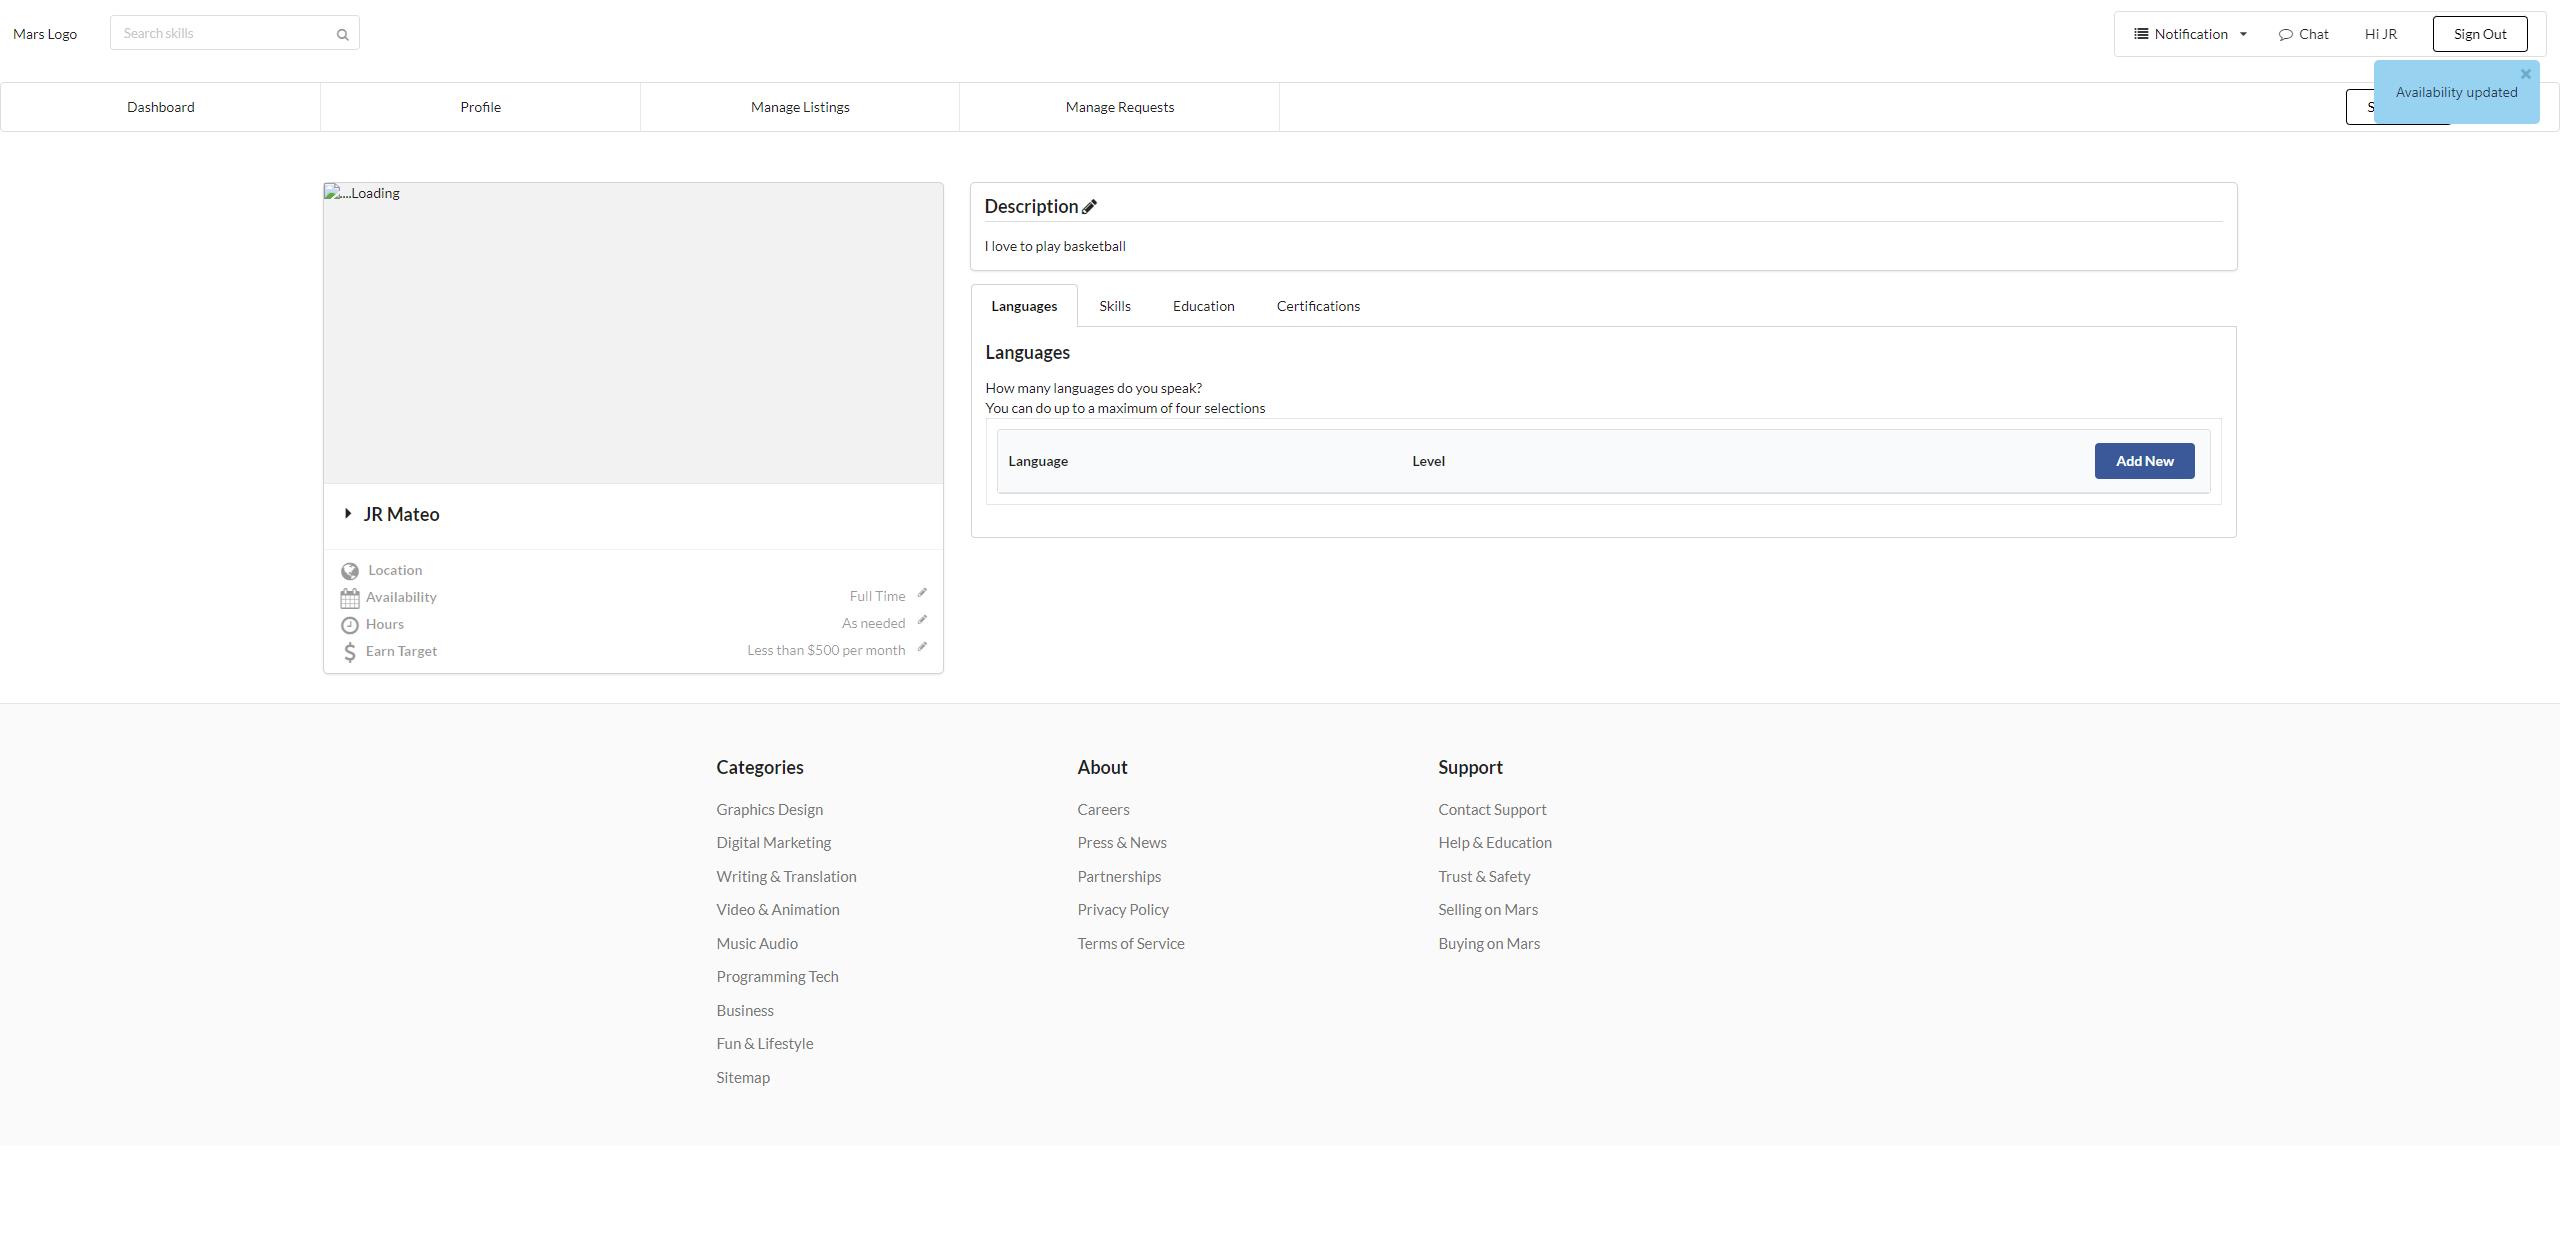 Mars Logo
Search skills
Notification
Chat
Hi JR
Sign Out
Availability updated
Dashboard
Profile
Manage Listings
Manage Requests
S
....Loading
JR Mateo
Location
Availability
Full Time
Hours
As needed
Earn Target
Less than $500 per month
Description
I love to play basketball
Languages
Skills
Education
Certifications
Languages
How many languages do you speak?
You can do up to a maximum of four selections
Language
Level
Add New
Categories
Graphics Design
Digital Marketing
Writing & Translation
Video & Animation
Music Audio
Programming Tech
Business
Fun & Lifestyle
Sitemap
About
Careers
Press & News
Partnerships
Privacy Policy
Terms of Service
Support
Contact Support
Help & Education
Trust & Safety
Selling on Mars
Buying on Mars